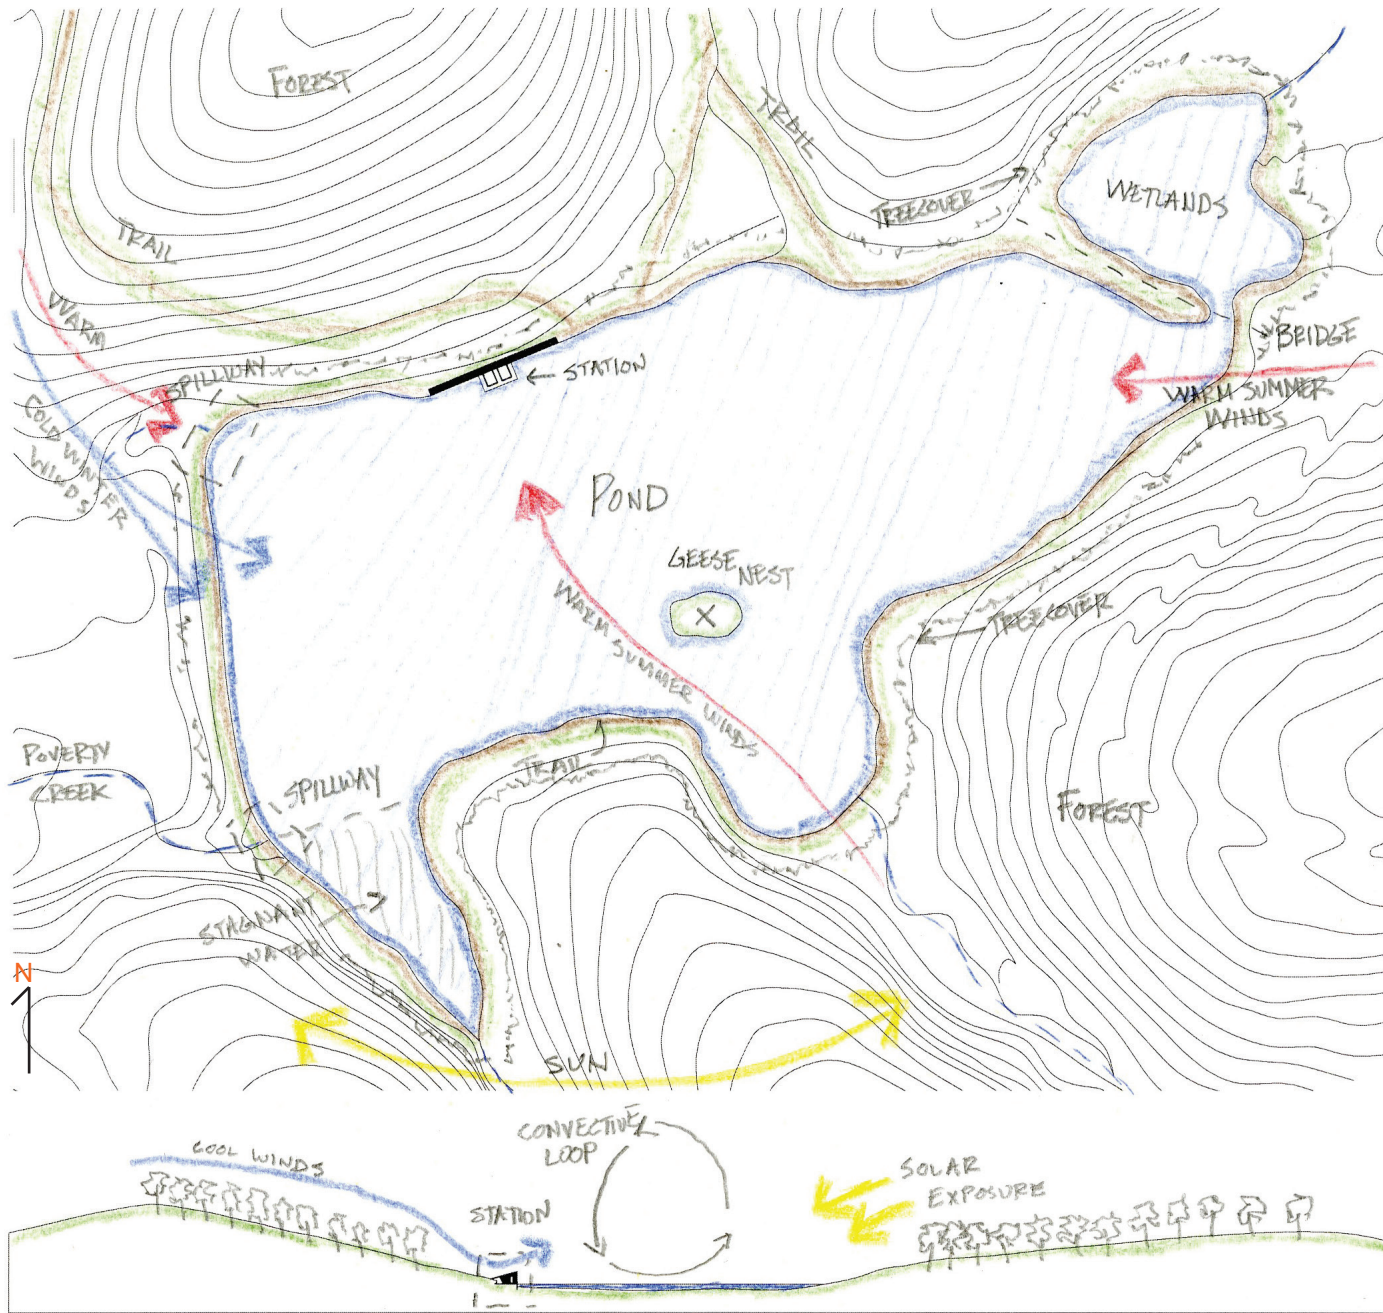 FOREST
TRAIL
TREECOVER
WETLANDS
TRAIL
WARM
SPILLWAY
STATION
BRIDGE
WARM SUMMER
WINDS
COLD WINTER
WINDS
POND
GEESE
NEST
WARM SUMMER WINDS
TREECOVER
POVERTY
CREEK
SPILLWAY
TRAIL
FOREST
STAGNANT
WATER
N
SUN
CONVECTIVE
LOOP
COOL WINDS
STATION
SOLAR
EXPOSURE